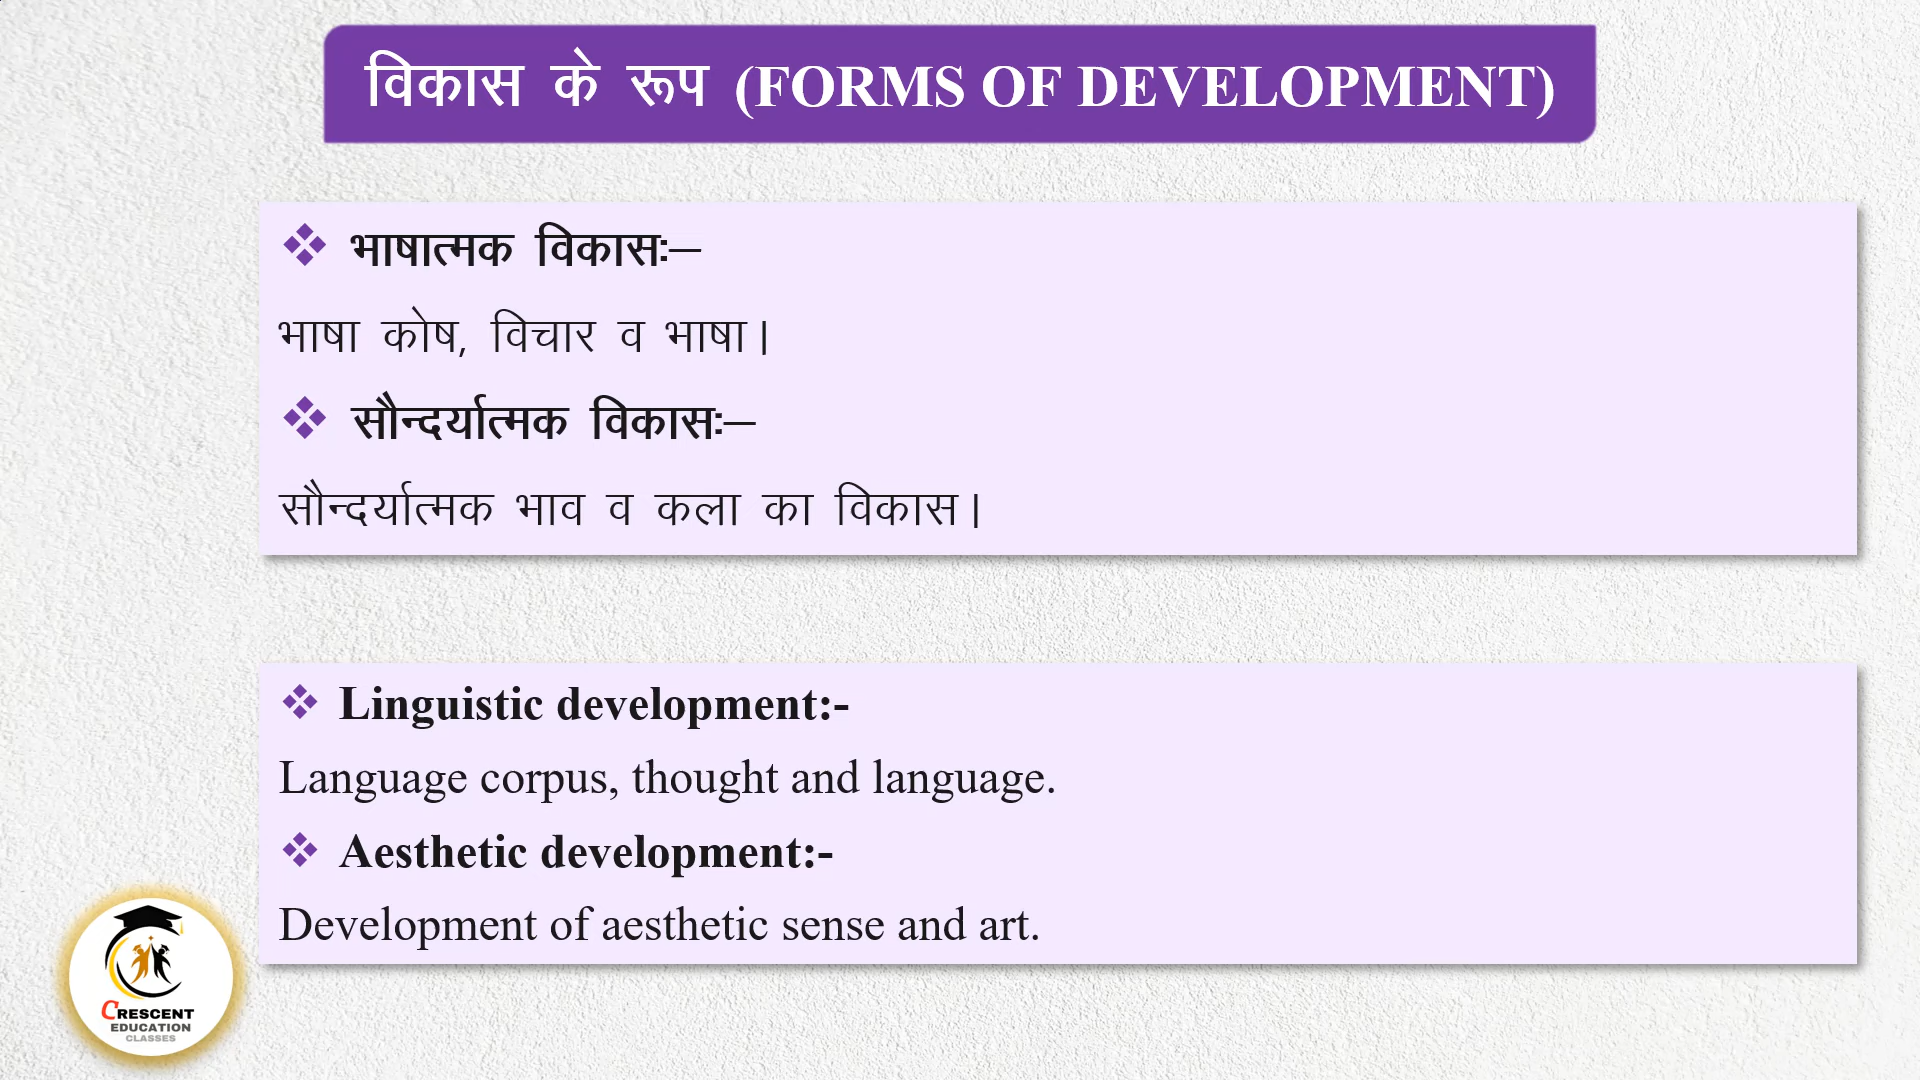 विकास के रूप (FORMS OF DEVELOPMENT)
❖ भाषात्मक विकासः—
भाषा कोष, विचार व भाषा।
❖ सौन्दर्यात्मक विकासः—
सौन्दर्यात्मक भाव व कला का विकास।
❖ Linguistic development:-
Language corpus, thought and language.
❖ Aesthetic development:-
Development of aesthetic sense and art.
CRESCENT
EDUCATION
CLASSES